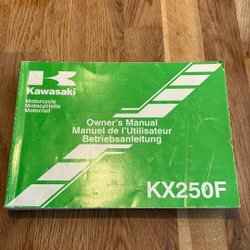 Kawasaki
Motorcycle
Motocyclette
Motorrad
Owner's Manual
Manuel de l'Utilisateur
Betriebsanleitung
KX250F